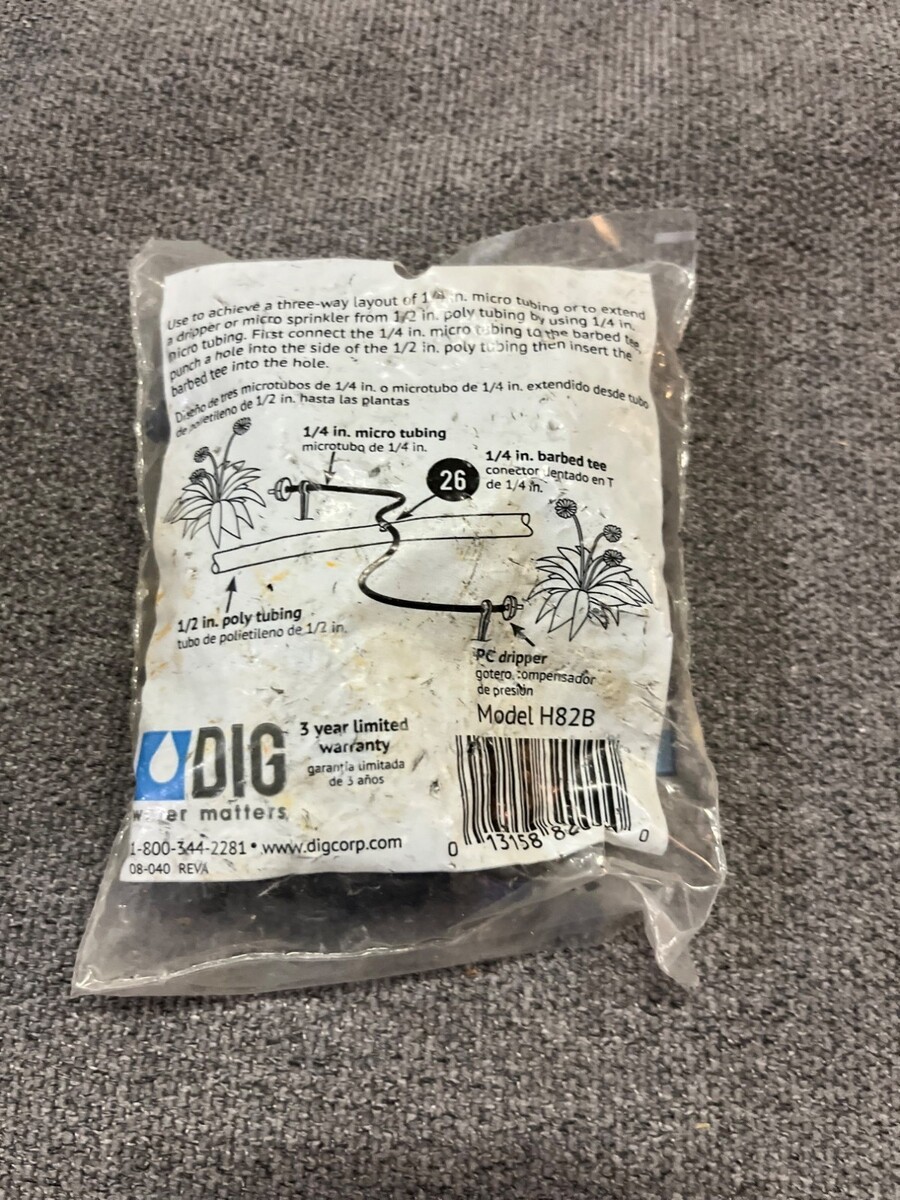 Use to achieve a three-way layout of 1/4 in. micro tubing or to extend
a dripper or micro sprinkler from 1/2 in. poly tubing by using 1/4 in.
micro tubing. First connect the 1/4 in. micro tubing to the barbed tee,
punch a hole into the side of the 1/2 in. poly tubing then insert the
barbed tee into the hole.
Diseño de tres microtubos de 1/4 in. o microtubo de 1/4 in. extendido desde tubo
de polietileno de 1/2 in. hasta las plantas
1/4 in. micro tubing
microtubo de 1/4 in.
26
1/4 in. barbed tee
conector dentado en T
de 1/4 in.
1/2 in. poly tubing
tubo de polietileno de 1/2 in.
PC dripper
gotero compensador
de presión
Model H82B
DIG
water matters
3 year limited
warranty
garantía limitada
de 3 años
1-800-344-2281 • www.digcorp.com
08-040 REVA
0 13158 0